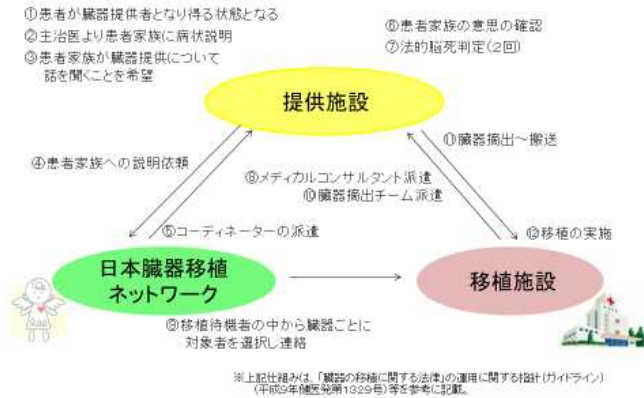 ①患者が臓器提供者となり得る状態となる
②主治医より患者家族に病状説明
③患者家族が臓器提供について
話を聞くことを希望
⑥患者家族の意思の確認
⑦法的脳死判定(2回)
提供施設
④患者家族への説明依頼
⑪臓器摘出～搬送
⑧メディカルコンサルタント派遣
⑩臓器摘出チーム派遣
⑤コーディネーターの派遣
⑫移植の実施
日本臓器移植
ネットワーク
移植施設
⑨移植待機者の中から臓器ごとに
対象者を選択し連絡
※上記仕組みは、「臓器の移植に関する法律」の運用に関する指針(ガイドライン)
(平成9年健医発第1329号)等を参考に記載。